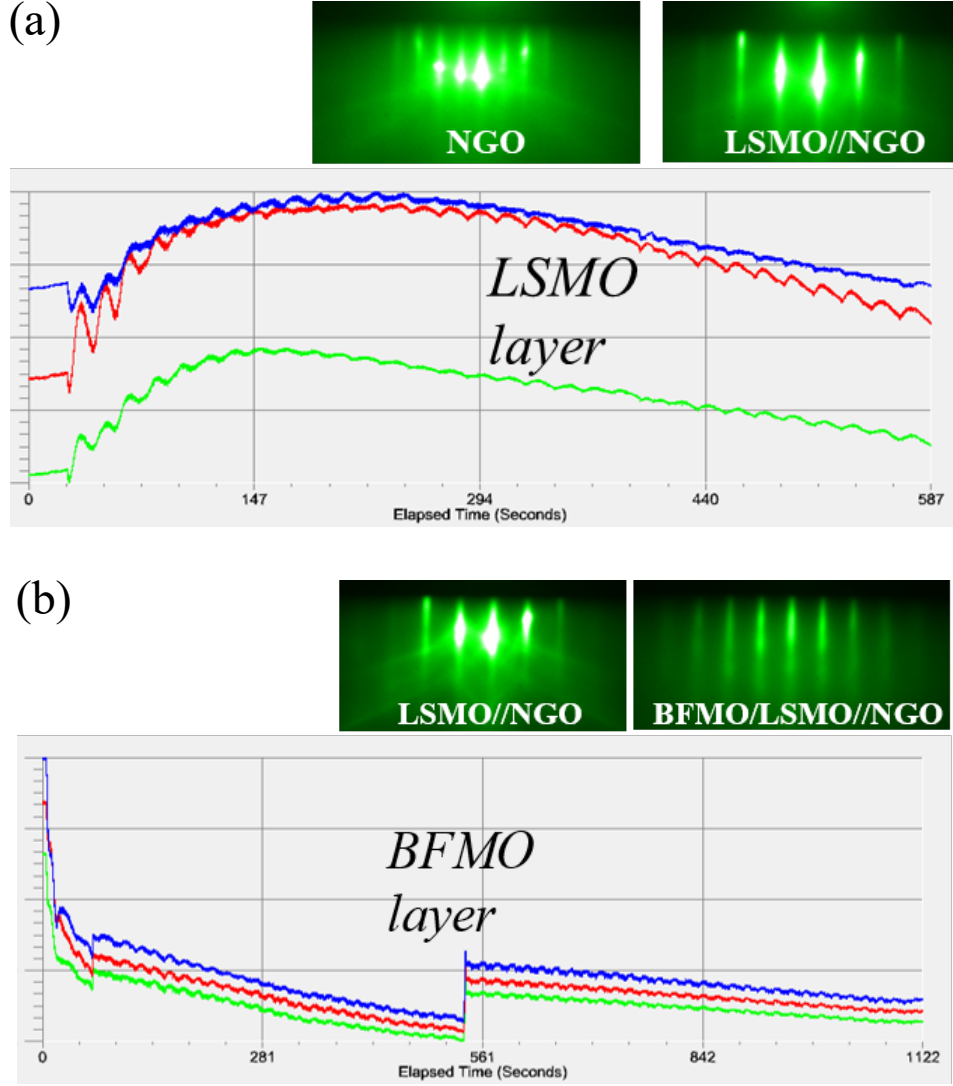 (a)
NGO
LSMO//NGO
LSMO
layer
0 147 294 440 587
Elapsed Time (Seconds)
(b)
LSMO//NGO
BFMO/LSMO//NGO
BFMO
layer
0 281 561 842 1122
Elapsed Time (Seconds)